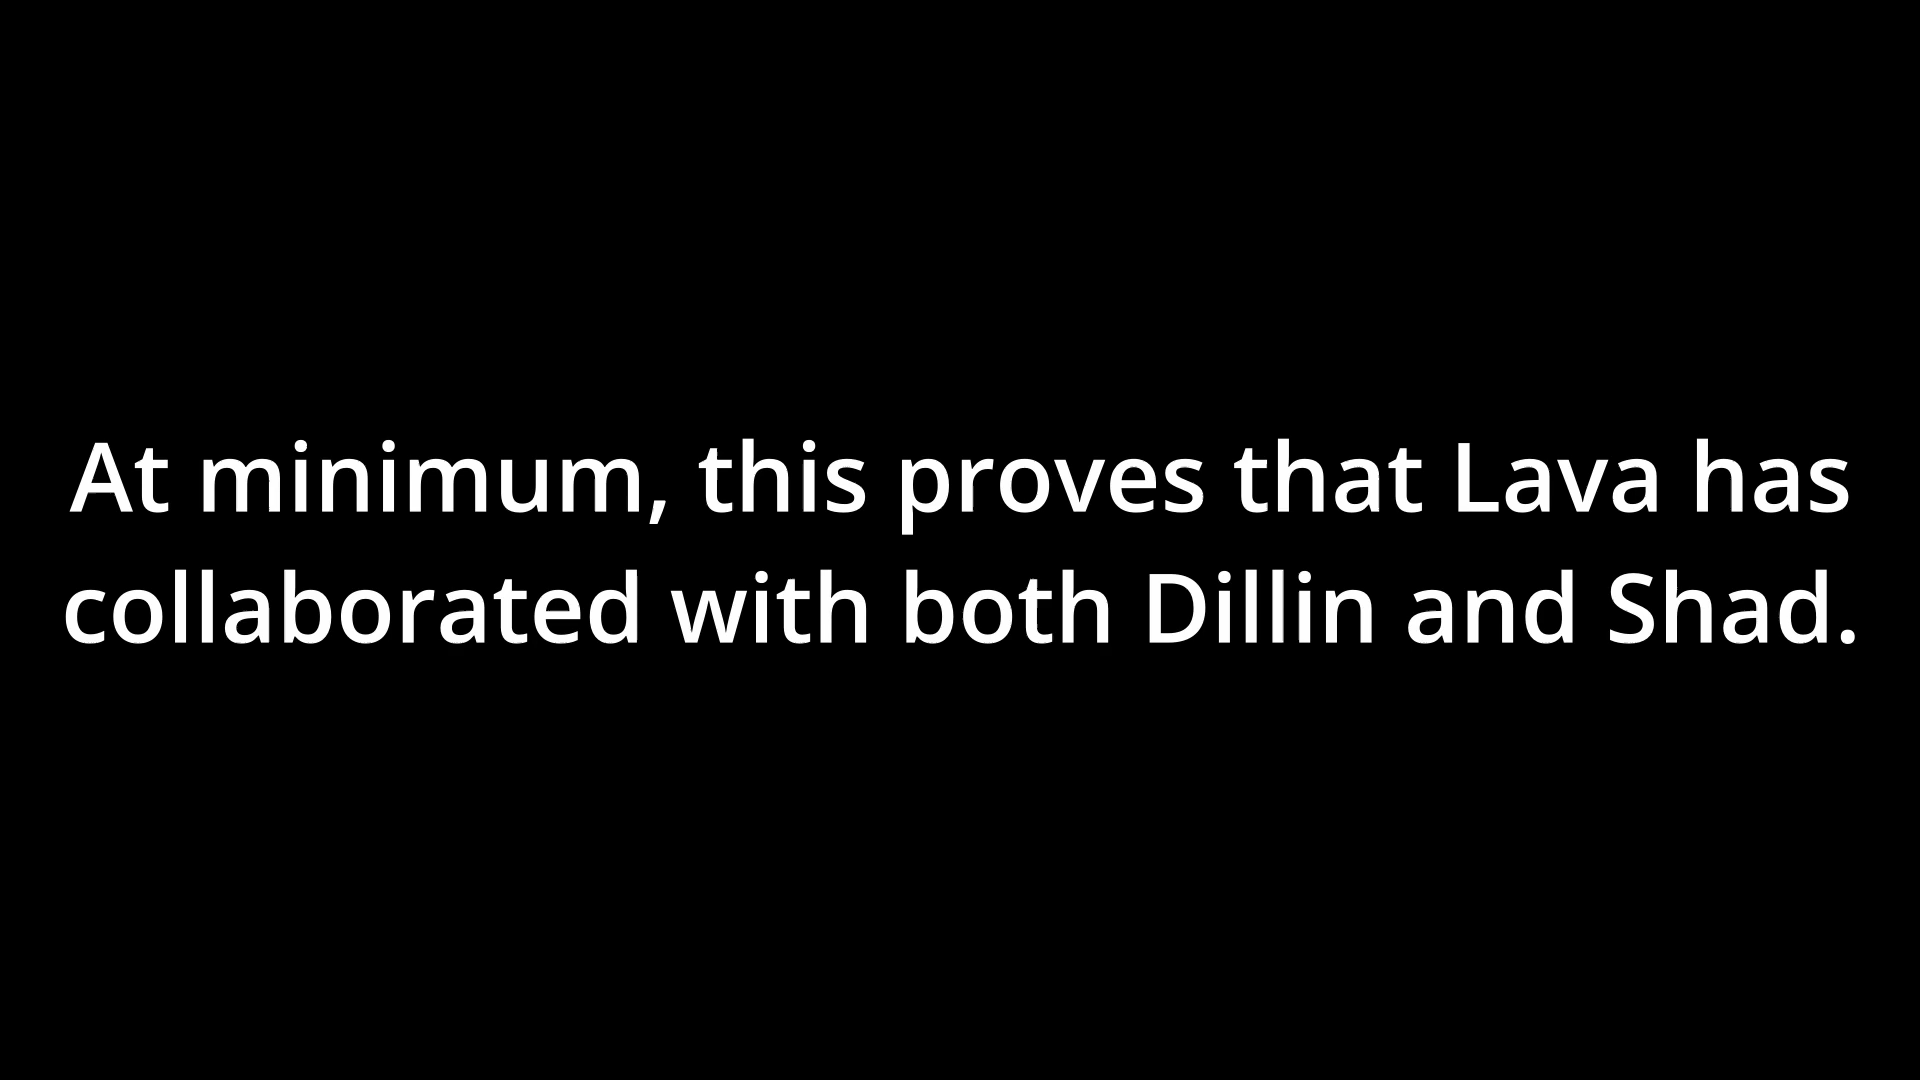 At minimum, this proves that Lava has
collaborated with both Dillin and Shad.